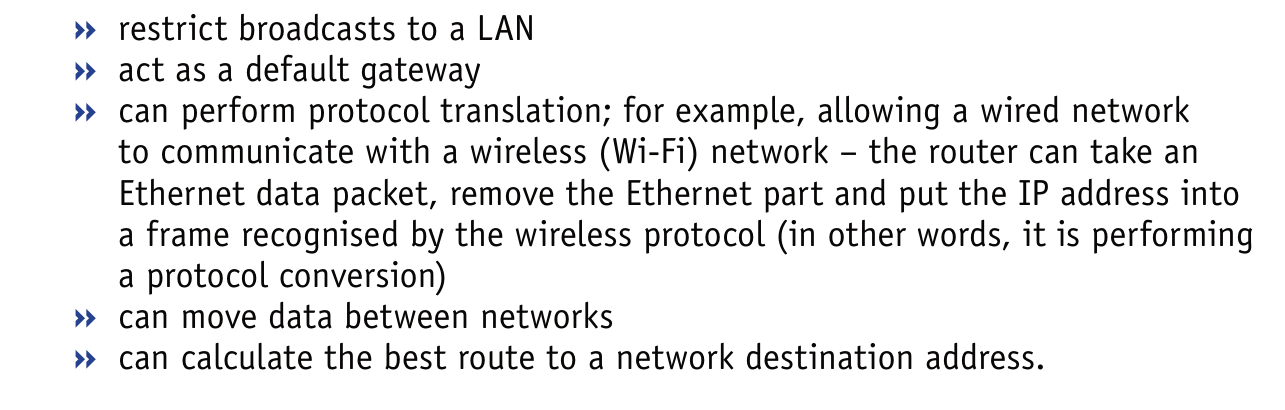 » restrict broadcasts to a LAN
» act as a default gateway
» can perform protocol translation; for example, allowing a wired network
to communicate with a wireless (Wi-Fi) network – the router can take an
Ethernet data packet, remove the Ethernet part and put the IP address into
a frame recognised by the wireless protocol (in other words, it is performing
a protocol conversion)
» can move data between networks
» can calculate the best route to a network destination address.